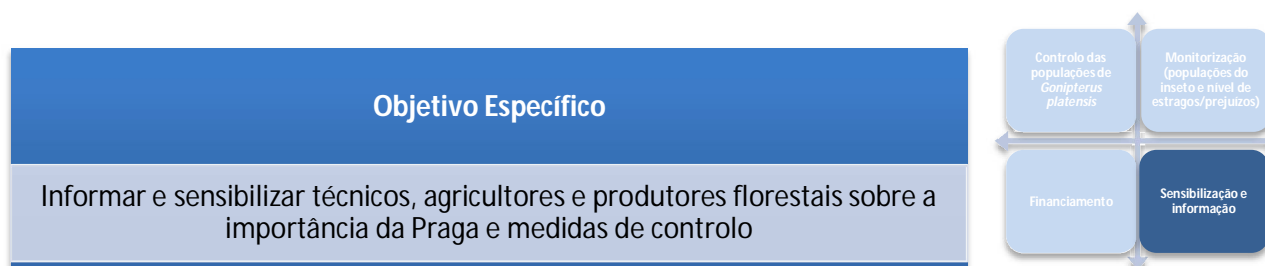 Objetivo Específico
Informar e sensibilizar técnicos, agricultores e produtores florestais sobre a
importância da Praga e medidas de controlo
Controlo das
populações de
Gonipterus
platensis
Monitorização
(populações do
inseto e nível de
estragos/prejuízos)
Financiamento
Sensibilização e
informação